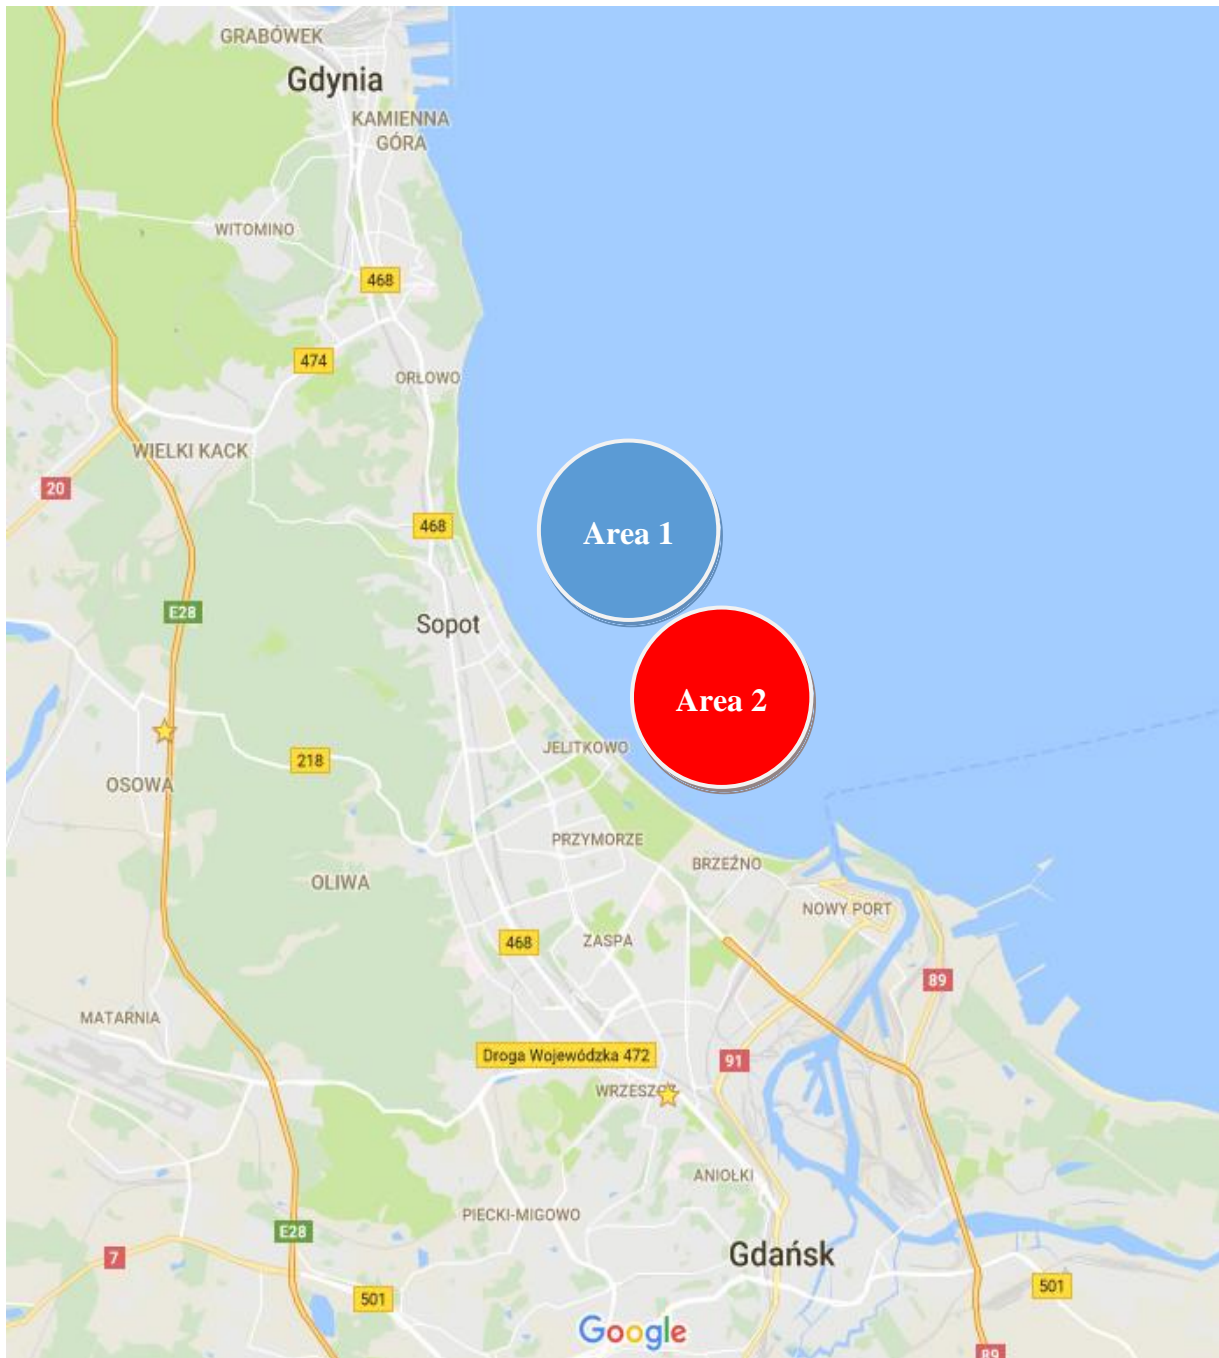 GRABÓWEK
Gdynia
KAMIENNA
GÓRA
WITOMINO
468
474
ORŁOWO
WIELKI KACK
20
468
Area 1
E28
Sopot
Area 2
JELITKOWO
218
OSOWA
PRZYMORZE
BRZEŹNO
OLIWA
NOWY PORT
468
ZASPA
89
MATARNIA
Droga Wojewódzka 472
91
WRZESZCZ
ANIOŁKI
PIECKI-MIGOWO
E28
Gdańsk
7
501
501
Google
89